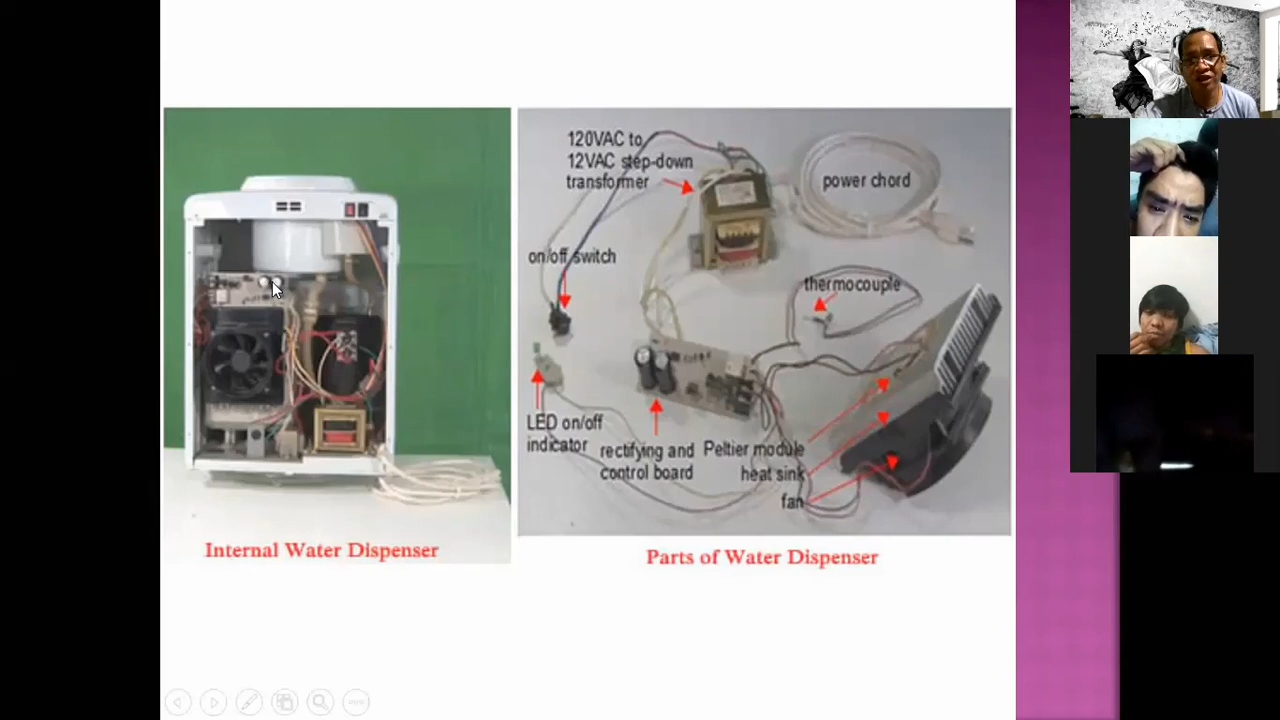 120VAC to
12VAC step-down
transformer
power chord
on/off switch
thermocouple
LED on/off
indicator
rectifying and
control board
Peltier module
heat sink
fan
Internal Water Dispenser
Parts of Water Dispenser